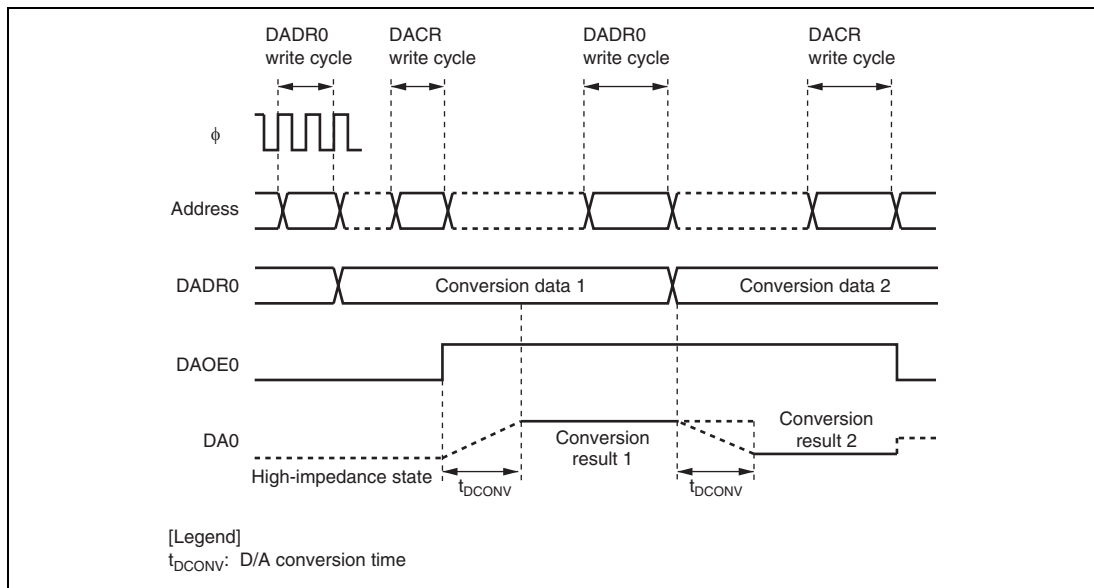 DADR0
write cycle
DACR
write cycle
DADR0
write cycle
DACR
write cycle
ϕ
Address
DADR0
Conversion data 1
Conversion data 2
DAOE0
DA0
Conversion
result 1
Conversion
result 2
High-impedance state
tDCONV
tDCONV
[Legend]
tDCONV: D/A conversion time